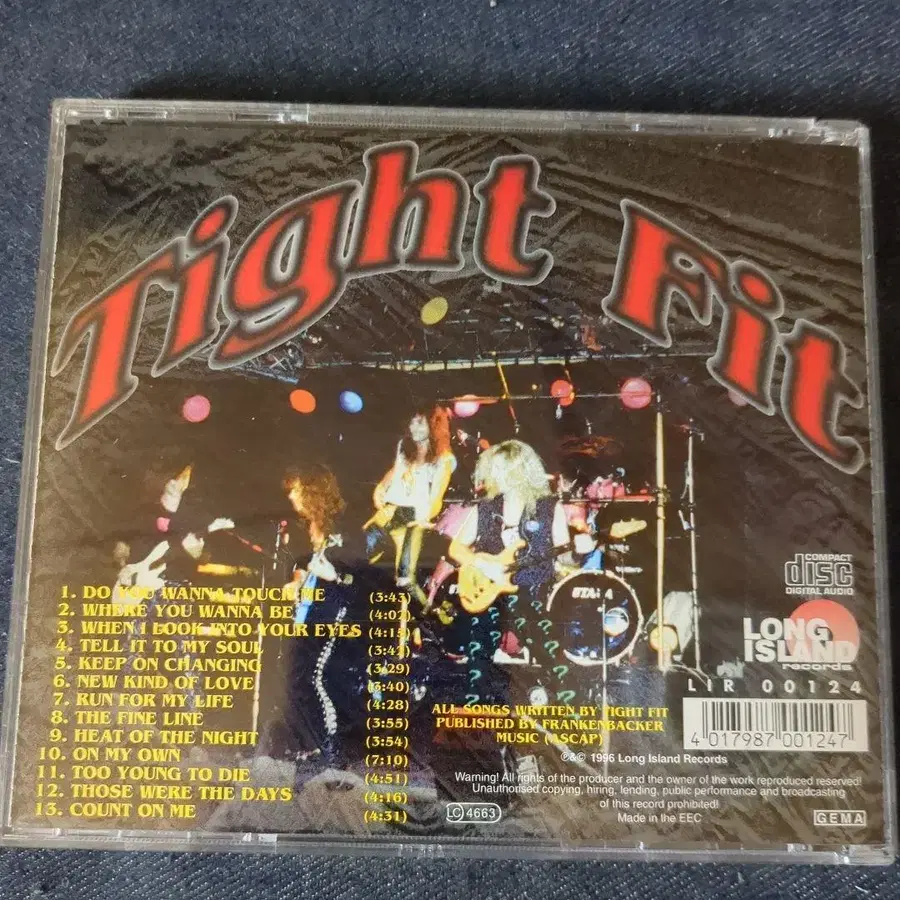 Tight Fit
1. DO YOU WANNA TOUCH ME (3:43)
2. WHERE YOU WANNA BE (4:02)
3. WHEN I LOOK INTO YOUR EYES (4:15)
4. TELL IT TO MY SOUL (3:42)
5. KEEP ON CHANGING (3:29)
6. NEW KIND OF LOVE (3:40)
7. RUN FOR MY LIFE (4:28)
8. THE FINE LINE (3:55)
9. HEAT OF THE NIGHT (3:54)
10. ON MY OWN (7:10)
11. TOO YOUNG TO DIE (4:51)
12. THOSE WERE THE DAYS (4:16)
13. COUNT ON ME (4:31)
ALL SONGS WRITTEN BY TIGHT FIT
PUBLISHED BY FRANKENBACKER
MUSIC (ASCAP)
COMPACT
disc
DIGITAL AUDIO
LONG
ISLAND
records
LIR 00124
4 017987 001247
℗&© 1996 Long Island Records
Warning! All rights of the producer and the owner of the work reproduced reserved!
Unauthorised copying, hiring, lending, public performance and broadcasting
of this record prohibited!
Made in the EEC
LC 4663
GEMA